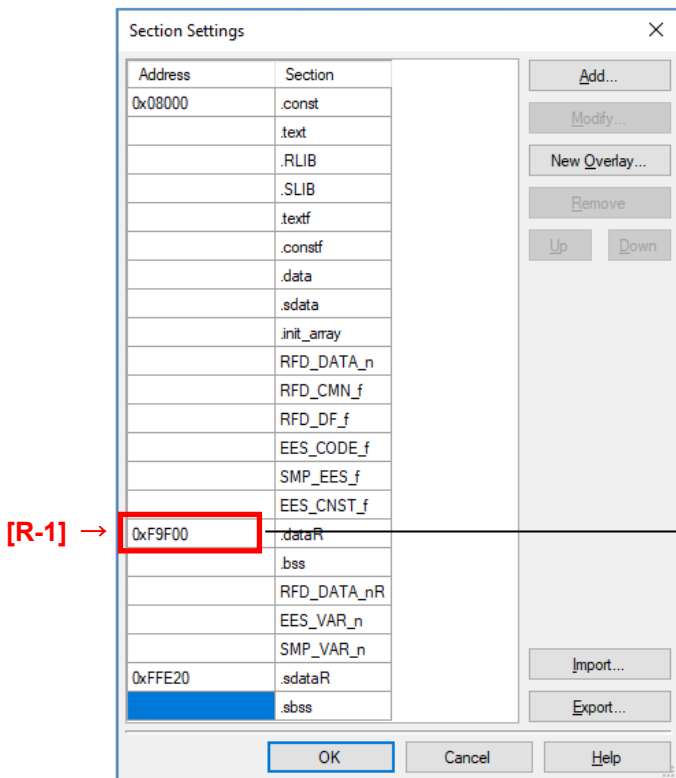 Section Settings
Address Section
0x08000 .const
.text
.RLIB
.SLIB
.textf
.constf
.data
.sdata
.init_array
RFD_DATA_n
RFD_CMN_f
RFD_DF_f
EES_CODE_f
SMP_EES_f
EES_CNST_f
[R-1] → 0xF9F00 .dataR
.bss
RFD_DATA_nR
EES_VAR_n
SMP_VAR_n
0xFFE20 .sdataR
.sbss
Add...
Modify...
New Overlay...
Remove
Up Down
Import...
Export...
OK Cancel Help